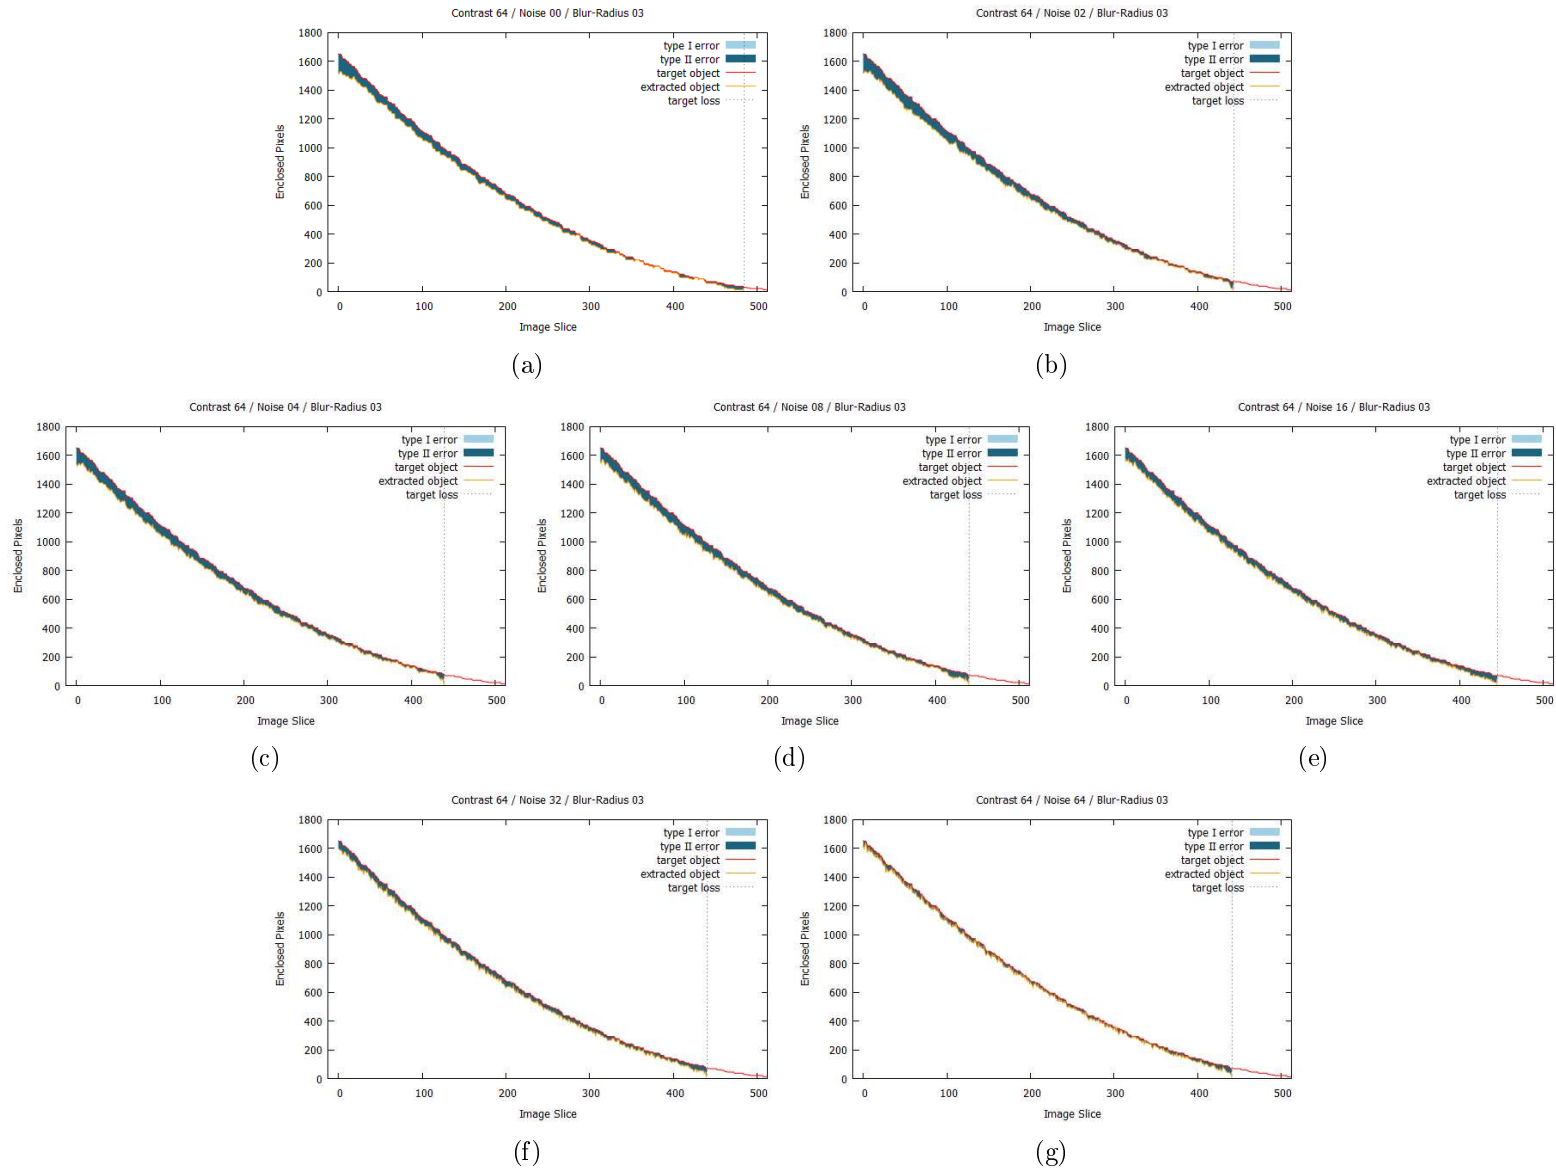 Contrast 64 / Noise 00 / Blur-Radius 03
1800
1600
1400
1200
1000
800
600
400
200
0
Enclosed Pixels
type I error
type II error
target object
extracted object
target loss
0 100 200 300 400 500
Image Slice
(a)
Contrast 64 / Noise 02 / Blur-Radius 03
1800
1600
1400
1200
1000
800
600
400
200
0
Enclosed Pixels
type I error
type II error
target object
extracted object
target loss
0 100 200 300 400 500
Image Slice
(b)
Contrast 64 / Noise 04 / Blur-Radius 03
1800
1600
1400
1200
1000
800
600
400
200
0
Enclosed Pixels
type I error
type II error
target object
extracted object
target loss
0 100 200 300 400 500
Image Slice
(c)
Contrast 64 / Noise 08 / Blur-Radius 03
1800
1600
1400
1200
1000
800
600
400
200
0
Enclosed Pixels
type I error
type II error
target object
extracted object
target loss
0 100 200 300 400 500
Image Slice
(d)
Contrast 64 / Noise 16 / Blur-Radius 03
1800
1600
1400
1200
1000
800
600
400
200
0
Enclosed Pixels
type I error
type II error
target object
extracted object
target loss
0 100 200 300 400 500
Image Slice
(e)
Contrast 64 / Noise 32 / Blur-Radius 03
1800
1600
1400
1200
1000
800
600
400
200
0
Enclosed Pixels
type I error
type II error
target object
extracted object
target loss
0 100 200 300 400 500
Image Slice
(f)
Contrast 64 / Noise 64 / Blur-Radius 03
1800
1600
1400
1200
1000
800
600
400
200
0
Enclosed Pixels
type I error
type II error
target object
extracted object
target loss
0 100 200 300 400 500
Image Slice
(g)